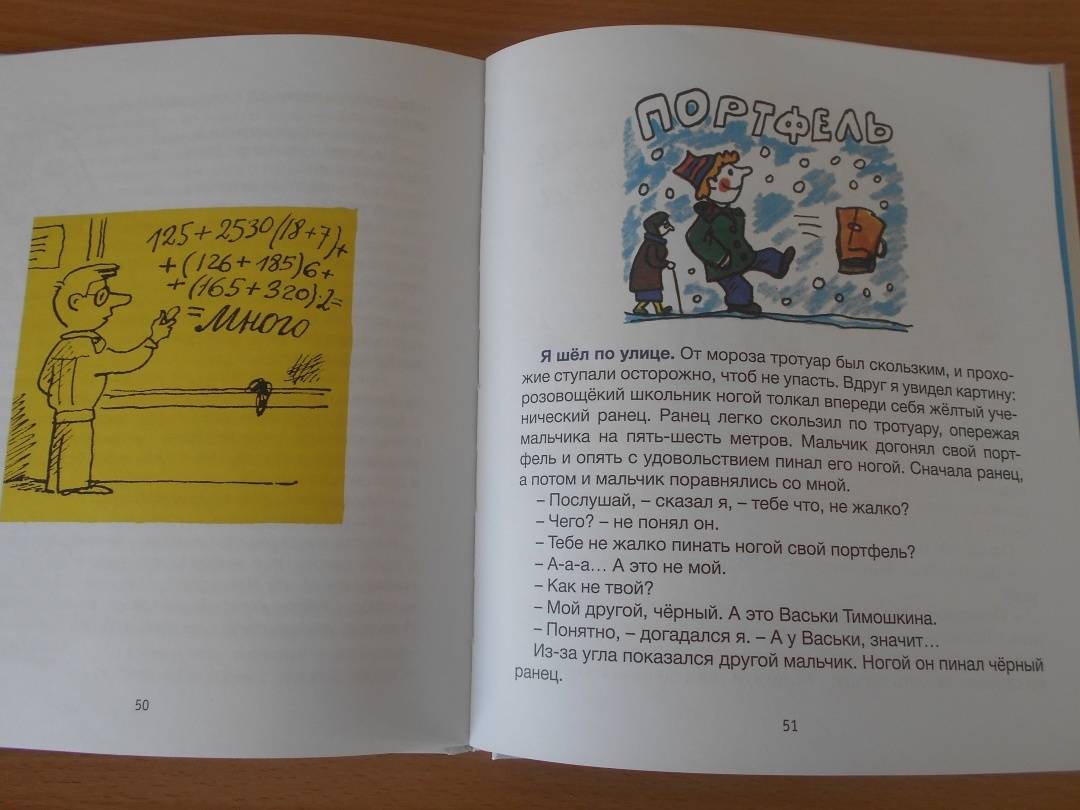 125+2530(18+7)+
+(126+185)6+
+(165+320)·2=
=Много
50
ПОРТФЕЛЬ
Я шёл по улице. От мороза тротуар был скользким, и прохо-
жие ступали осторожно, чтоб не упасть. Вдруг я увидел картину:
розовощёкий школьник ногой толкал впереди себя жёлтый уче-
нический ранец. Ранец легко скользил по тротуару, опережая
мальчика на пять-шесть метров. Мальчик догонял свой порт-
фель и опять с удовольствием пинал его ногой. Сначала ранец,
а потом и мальчик поравнялись со мной.
– Послушай, – сказал я, – тебе что, не жалко?
– Чего? – не понял он.
– Тебе не жалко пинать ногой свой портфель?
– А-а-а… А это не мой.
– Как не твой?
– Мой другой, чёрный. А это Васьки Тимошкина.
– Понятно, – догадался я. – А у Васьки, значит…
Из-за угла показался другой мальчик. Ногой он пинал чёрный
ранец.
51